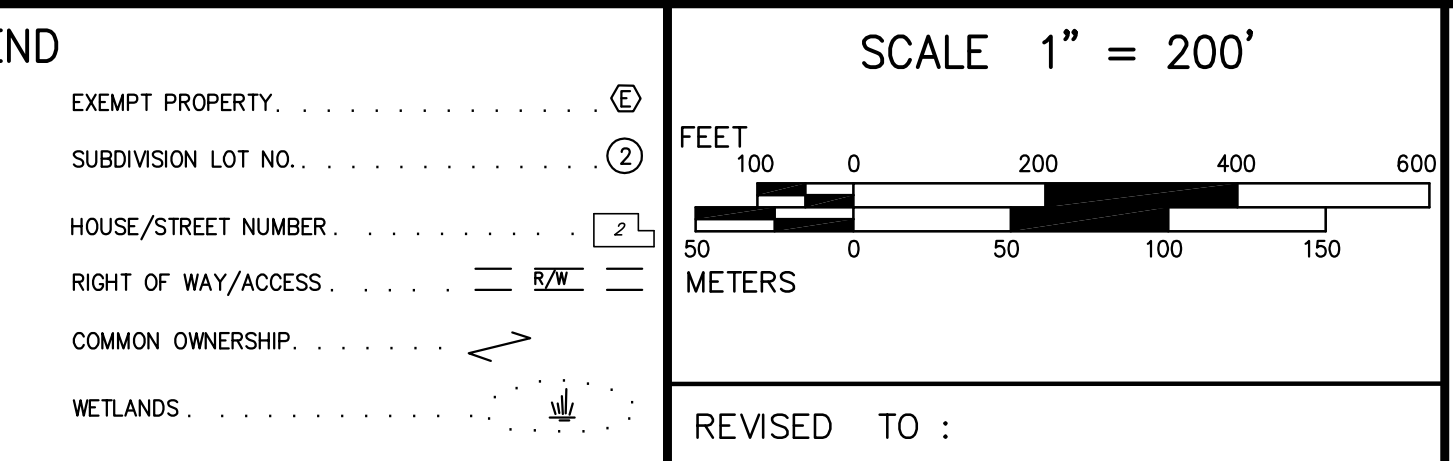 END
EXEMPT PROPERTY. . . . . . . . . . . . . . E
SUBDIVISION LOT NO. . . . . . . . . . . . . . 2
HOUSE/STREET NUMBER . . . . . . . . . 2
RIGHT OF WAY/ACCESS . . . . . R/W
COMMON OWNERSHIP. . . . . . .
WETLANDS . . . . . . . . . . . .
SCALE 1" = 200'
FEET
100 0 200 400 600
50 0 50 100 150
METERS
REVISED TO :